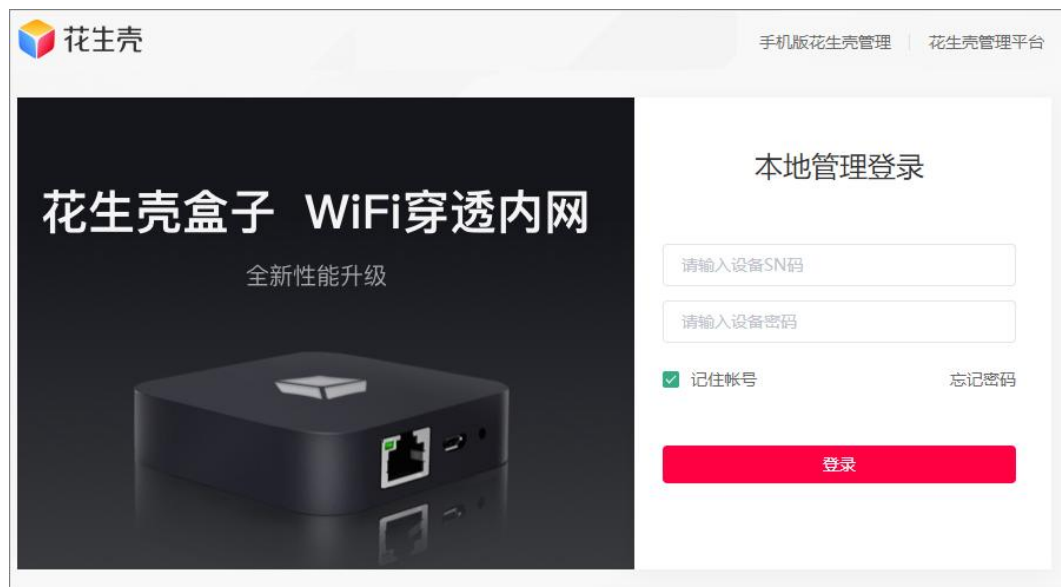 花生壳
手机版花生壳管理
花生壳管理平台
花生壳盒子 WiFi穿透内网
全新性能升级
本地管理登录
请输入设备SN码
请输入设备密码
记住帐号
忘记密码
登录